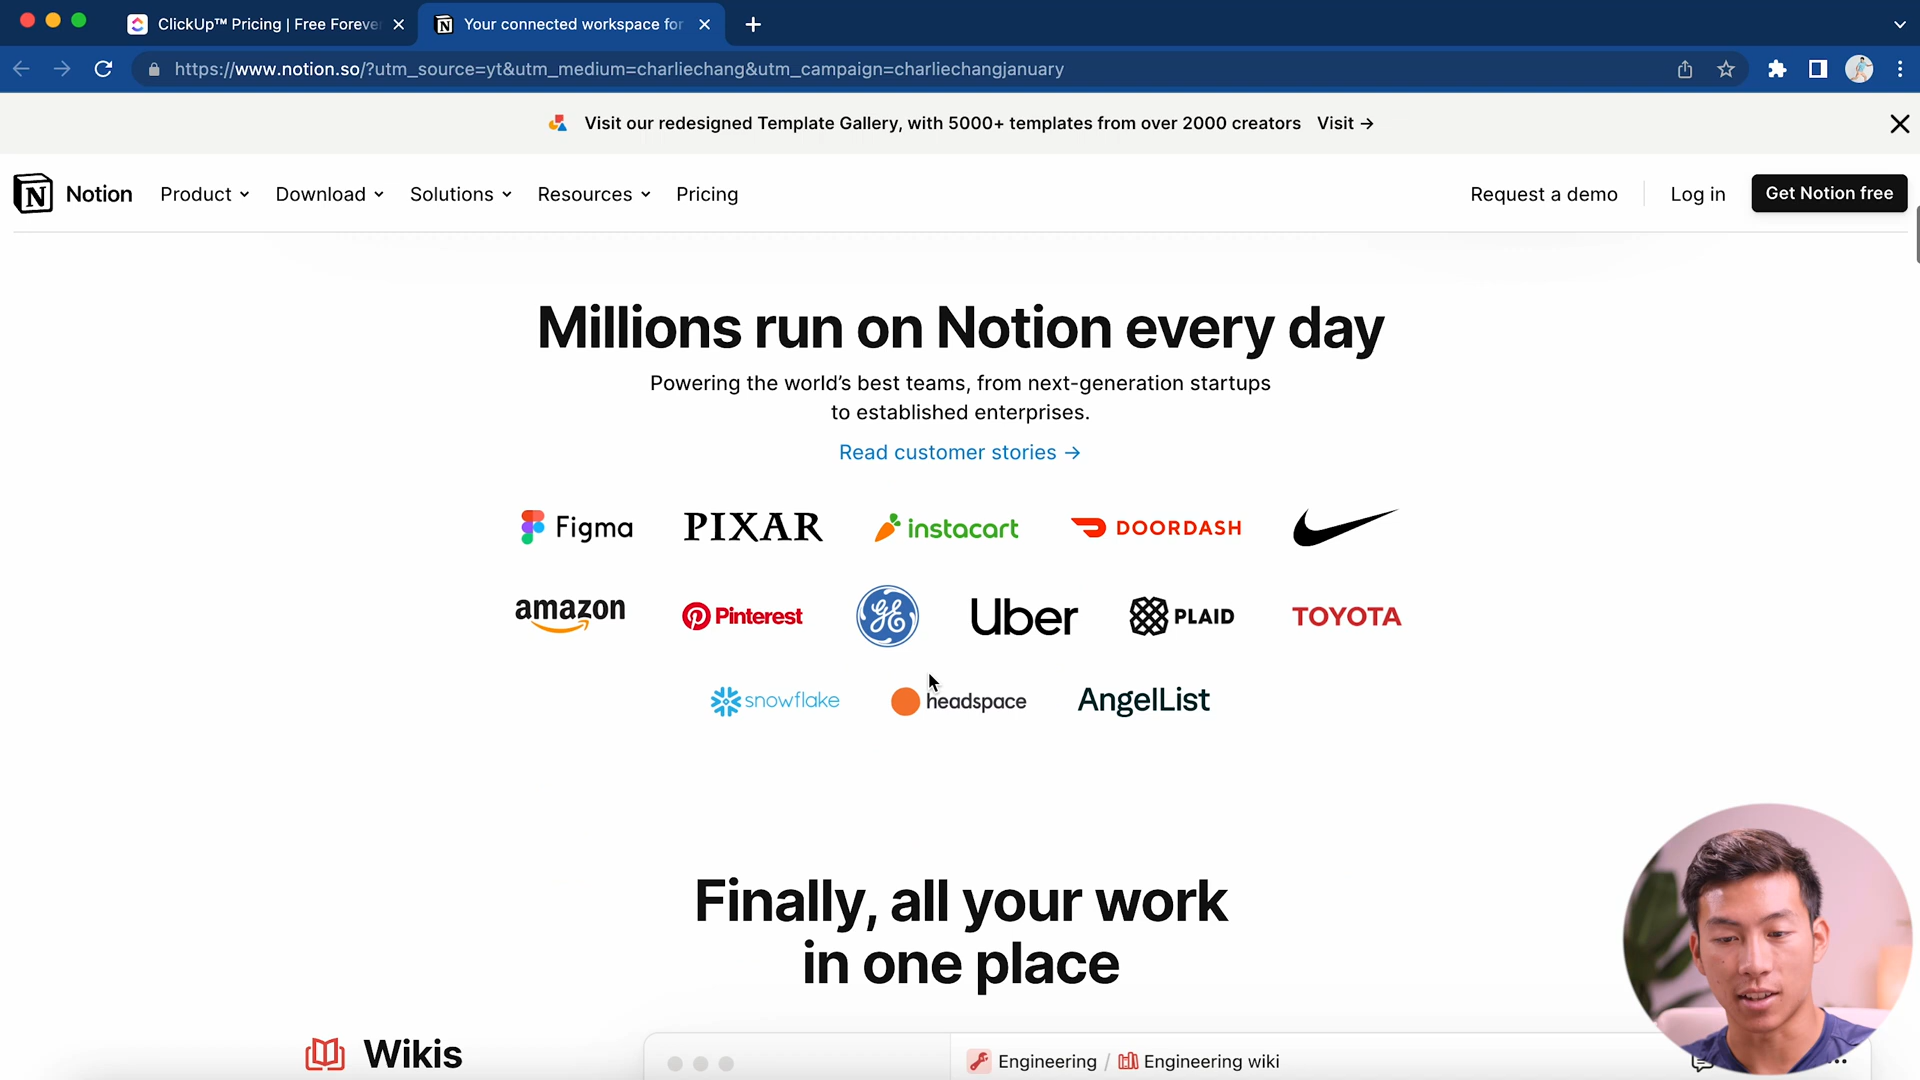 ClickUp™ Pricing | Free Foreve
Your connected workspace for
https://www.notion.so/?utm_source=yt&utm_medium=charliechang&utm_campaign=charliechangjanuary
Visit our redesigned Template Gallery, with 5000+ templates from over 2000 creators Visit →
Notion Product Download Solutions Resources Pricing Request a demo Log in Get Notion free
Millions run on Notion every day
Powering the world's best teams, from next-generation startups
to established enterprises.
Read customer stories →
Figma PIXAR instacart DOORDASH
amazon Pinterest GE Uber PLAID TOYOTA
snowflake headspace AngelList
Finally, all your work
in one place
Wikis
Engineering / Engineering wiki